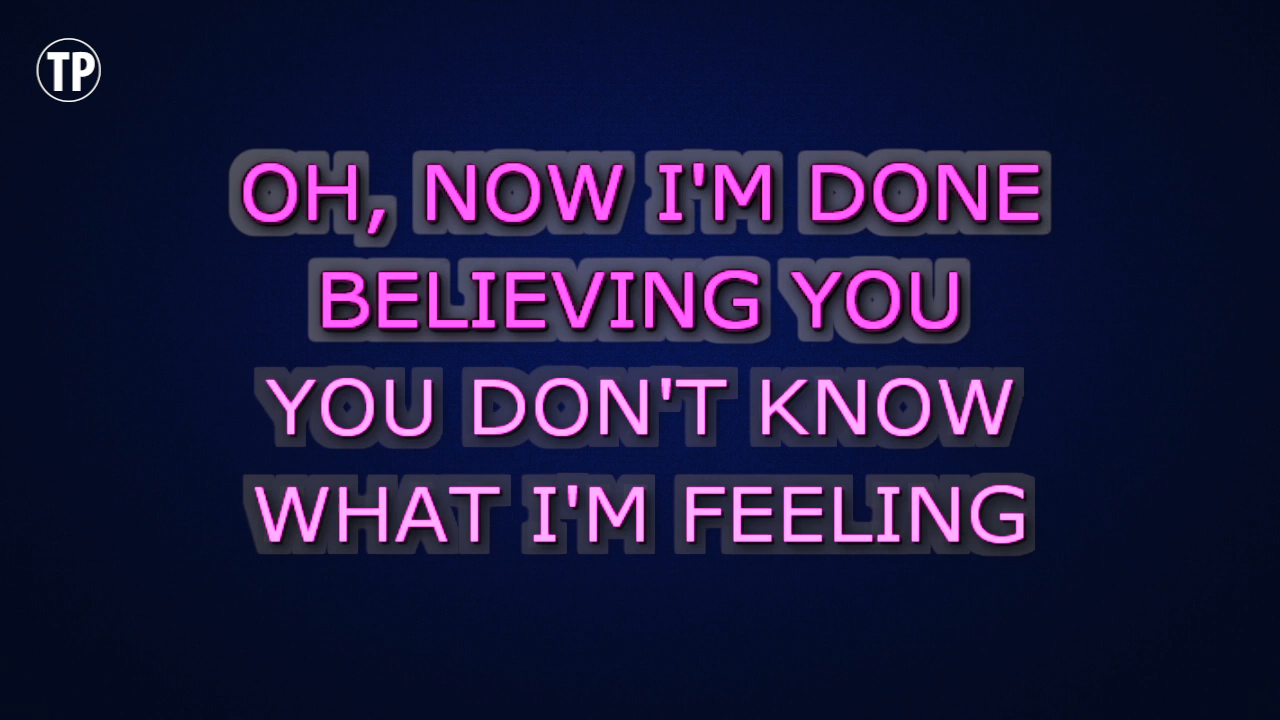 TP
OH, NOW I'M DONE
BELIEVING YOU
YOU DON'T KNOW
WHAT I'M FEELING